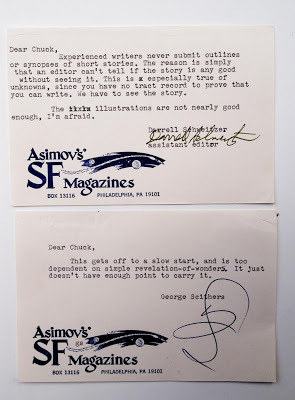 Dear Chuck,
Experienced writers never submit outlines
or synopses of short stories. The reason is simply
that an editor can't tell if the story is any good
without seeing it. This is x especially true of
unknowns, since you have no tract record to prove that
you can write. We have to see the story.
The illustrations are not nearly good
enough, I'm afraid.
Darrell Schweitzer
assistant editor
Asimov's
SF Magazines
BOX 13116 PHILADELPHIA, PA 19101
Dear Chuck,
This gets off to a slow start, and is too
dependent on simple revelation-of-wonders. It just
doesn't have enough point to carry it.
George Scithers
Asimov's
SF Magazines
BOX 13116 PHILADELPHIA, PA 19101